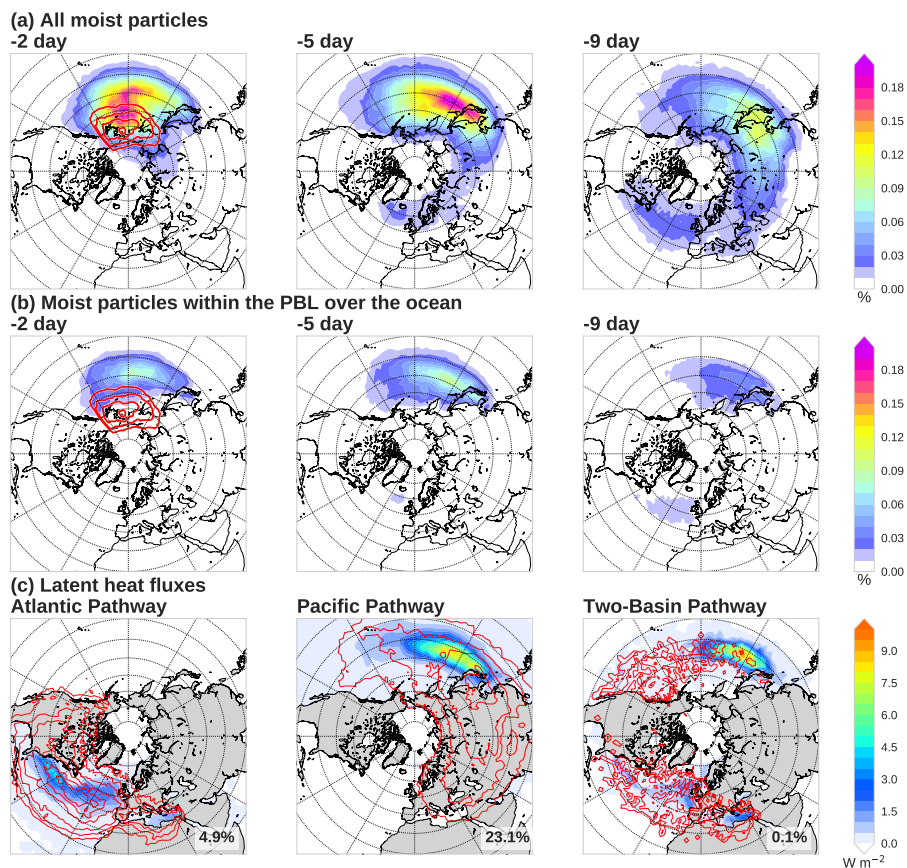 (a) All moist particles
-2 day -5 day -9 day
0.18
0.15
0.12
0.09
0.06
0.03
0.00
%
(b) Moist particles within the PBL over the ocean
-2 day -5 day -9 day
0.18
0.15
0.12
0.09
0.06
0.03
0.00
%
(c) Latent heat fluxes
Atlantic Pathway Pacific Pathway Two-Basin Pathway
9.0
7.5
6.0
4.5
3.0
1.5
0.0
4.9% 23.1% 0.1%
W m⁻²